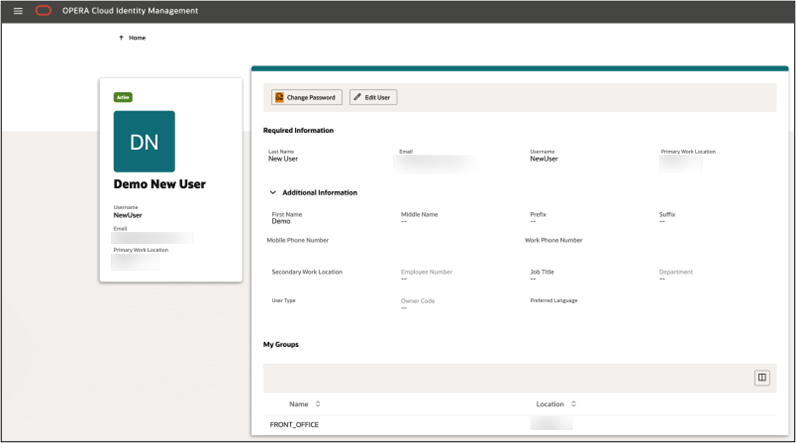 OPERA Cloud Identity Management
Home
Active
DN
Demo New User
Username
NewUser
Email
Primary Work Location
Change Password Edit User
Required Information
Last Name Email Username Primary Work Location
New User NewUser
Additional Information
First Name Middle Name Prefix Suffix
Demo -- -- --
Mobile Phone Number Work Phone Number
Secondary Work Location Employee Number Job Title Department
-- -- --
User Type Owner Code Preferred Language
--
My Groups
Name Location
FRONT_OFFICE